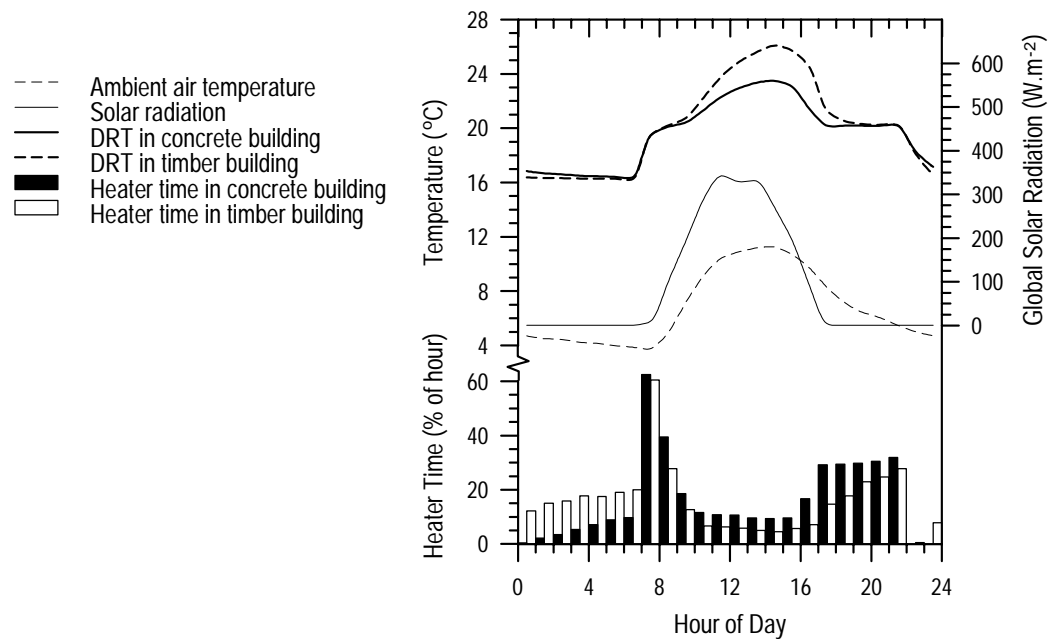 Ambient air temperature
Solar radiation
DRT in concrete building
DRT in timber building
Heater time in concrete building
Heater time in timber building
Temperature (°C)
28
24
20
16
12
8
4
Global Solar Radiation (W.m-2)
600
500
400
300
200
100
0
Heater Time (% of hour)
60
40
20
0
0 4 8 12 16 20 24
Hour of Day